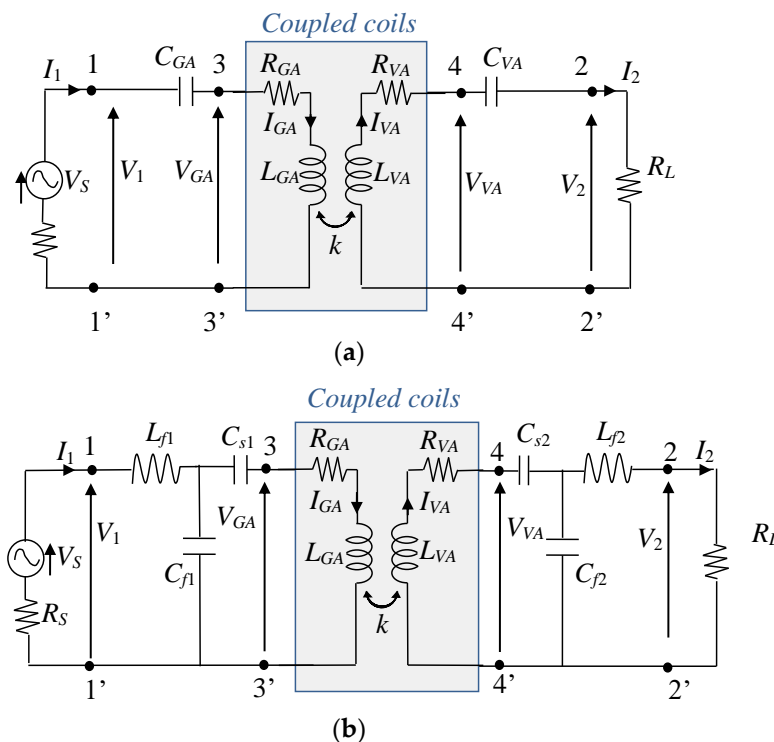 Coupled coils
I1 1 CGA 3 RGA RVA 4 CVA 2 I2
IGA IVA
VS V1 VGA LGA LVA VVA V2 RL
k
1' 3' 4' 2'
(a)
Coupled coils
I1 1 Lf1 Cs1 3 RGA RVA 4 Cs2 Lf2 2 I2
V1 VGA IGA IVA VVA V2 RL
VS Cf1 LGA LVA Cf2
RS k
1' 3' 4' 2'
(b)